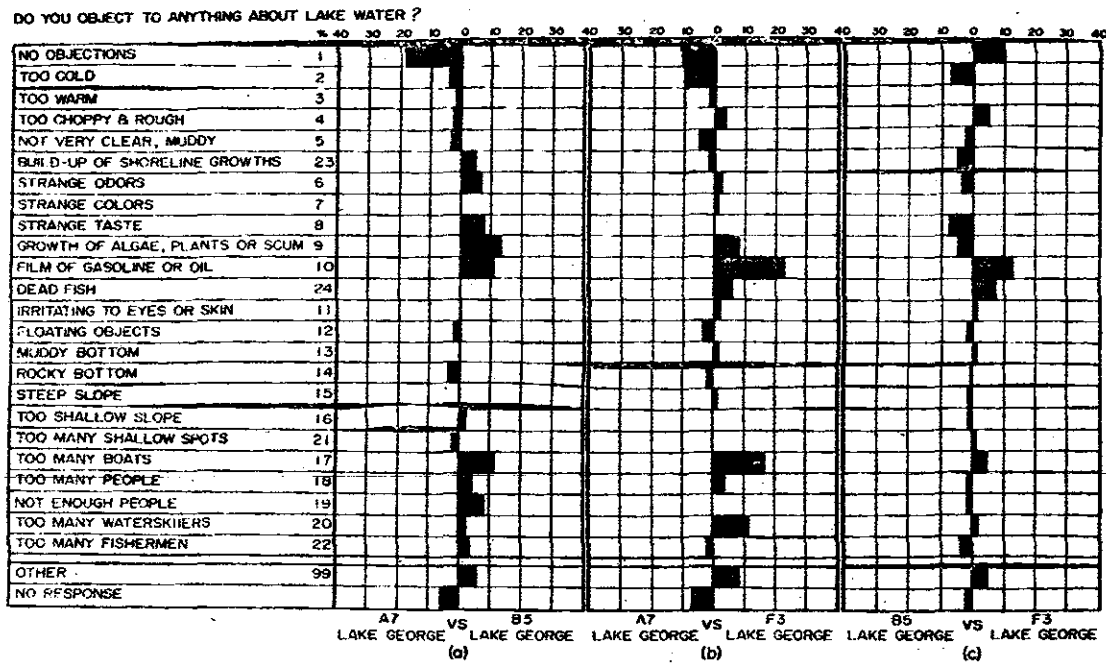 DO YOU OBJECT TO ANYTHING ABOUT LAKE WATER ?
% 40 30 20 10 0 10 20 30 40 30 20 10 0 10 20 30 40 30 20 10 0 10 20 30 40
NO OBJECTIONS 1
TOO COLD 2
TOO WARM 3
TOO CHOPPY & ROUGH 4
NOT VERY CLEAR, MUDDY 5
BUILD-UP OF SHORELINE GROWTHS 23
STRANGE ODORS 6
STRANGE COLORS 7
STRANGE TASTE 8
GROWTH OF ALGAE, PLANTS OR SCUM 9
FILM OF GASOLINE OR OIL 10
DEAD FISH 24
IRRITATING TO EYES OR SKIN 11
FLOATING OBJECTS 12
MUDDY BOTTOM 13
ROCKY BOTTOM 14
STEEP SLOPE 15
TOO SHALLOW SLOPE 16
TOO MANY SHALLOW SPOTS 21
TOO MANY BOATS 17
TOO MANY PEOPLE 18
NOT ENOUGH PEOPLE 19
TOO MANY WATERSKIIERS 20
TOO MANY FISHERMEN 22
OTHER 99
NO RESPONSE
A7 VS B5 A7 VS F3 B5 VS F3
LAKE GEORGE LAKE GEORGE LAKE GEORGE LAKE GEORGE LAKE GEORGE LAKE GEORGE
(a) (b) (c)